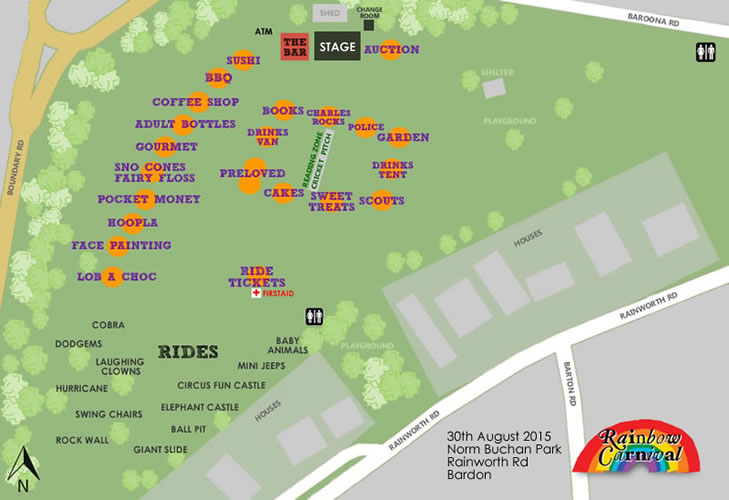 SHED
CHANGE
ROOM
BAROONA RD
ATM
THE
BAR
STAGE
AUCTION
SUSHI
BBQ
SHELTER
COFFEE SHOP
BOOKS
CHARLES
ROCKS
ADULT BOTTLES
POLICE
PLAYGROUND
DRINKS
VAN
GARDEN
GOURMET
READING ZONE
CRICKET PITCH
BOUNDARY RD
SNO CONES
FAIRY FLOSS
PRELOVED
DRINKS
TENT
POCKET MONEY
CAKES
SWEET
TREATS
SCOUTS
HOOPLA
HOUSES
FACE PAINTING
LOB A CHOC
RIDE
TICKETS
FIRSTAID
RAINWORTH RD
COBRA
DODGEMS
RIDES
BABY
ANIMALS
PLAYGROUND
LAUGHING
CLOWNS
MINI JEEPS
HURRICANE
CIRCUS FUN CASTLE
BARTON RD
SWING CHAIRS
ELEPHANT CASTLE
HOUSES
RAINWORTH RD
BALL PIT
ROCK WALL
GIANT SLIDE
30th August 2015
Norm Buchan Park
Rainworth Rd
Bardon
Rainbow
Carnival
N